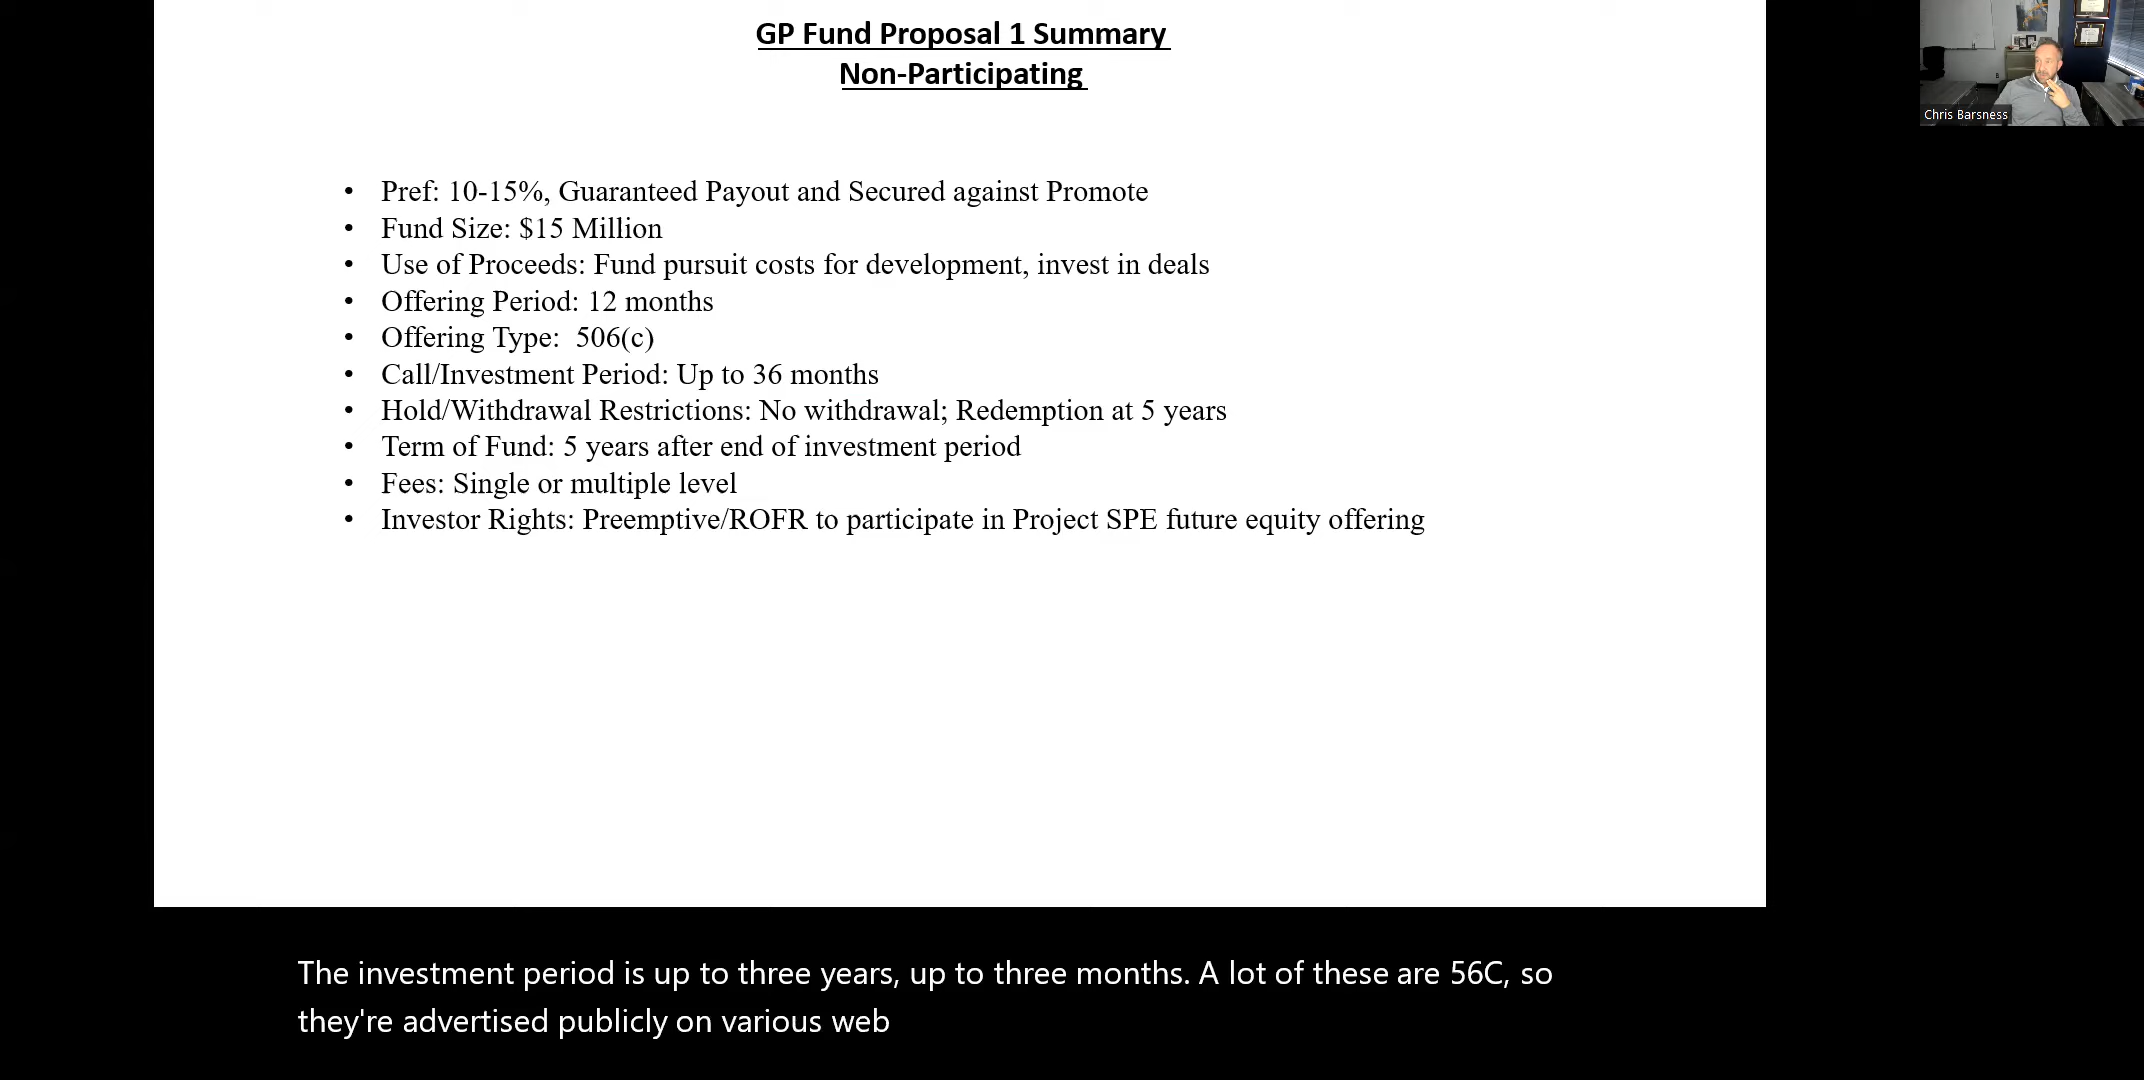 GP Fund Proposal 1 Summary
Non-Participating
Chris Barsness
• Pref: 10-15%, Guaranteed Payout and Secured against Promote
• Fund Size: $15 Million
• Use of Proceeds: Fund pursuit costs for development, invest in deals
• Offering Period: 12 months
• Offering Type:  506(c)
• Call/Investment Period: Up to 36 months
• Hold/Withdrawal Restrictions: No withdrawal; Redemption at 5 years
• Term of Fund: 5 years after end of investment period
• Fees: Single or multiple level
• Investor Rights: Preemptive/ROFR to participate in Project SPE future equity offering
The investment period is up to three years, up to three months. A lot of these are 56C, so
they're advertised publicly on various web